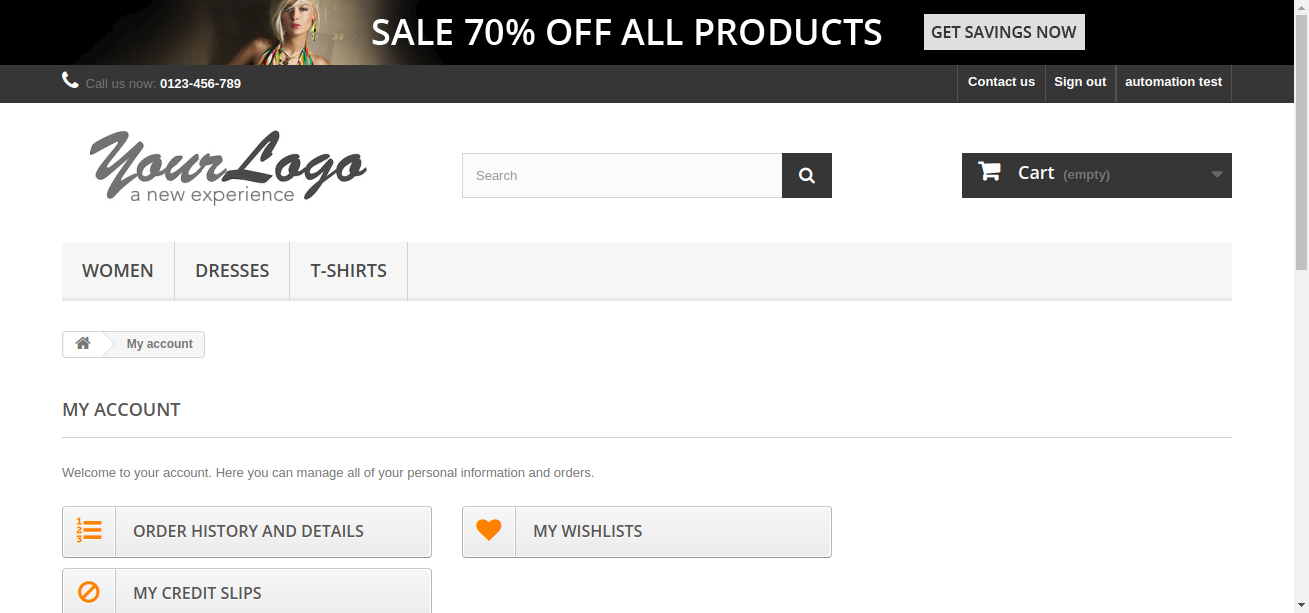 SALE 70% OFF ALL PRODUCTS GET SAVINGS NOW
Call us now: 0123-456-789 Contact us Sign out automation test
YourLogo
a new experience
Search
Cart (empty)
WOMEN DRESSES T-SHIRTS
My account
MY ACCOUNT
Welcome to your account. Here you can manage all of your personal information and orders.
1
2
3
ORDER HISTORY AND DETAILS MY WISHLISTS
MY CREDIT SLIPS